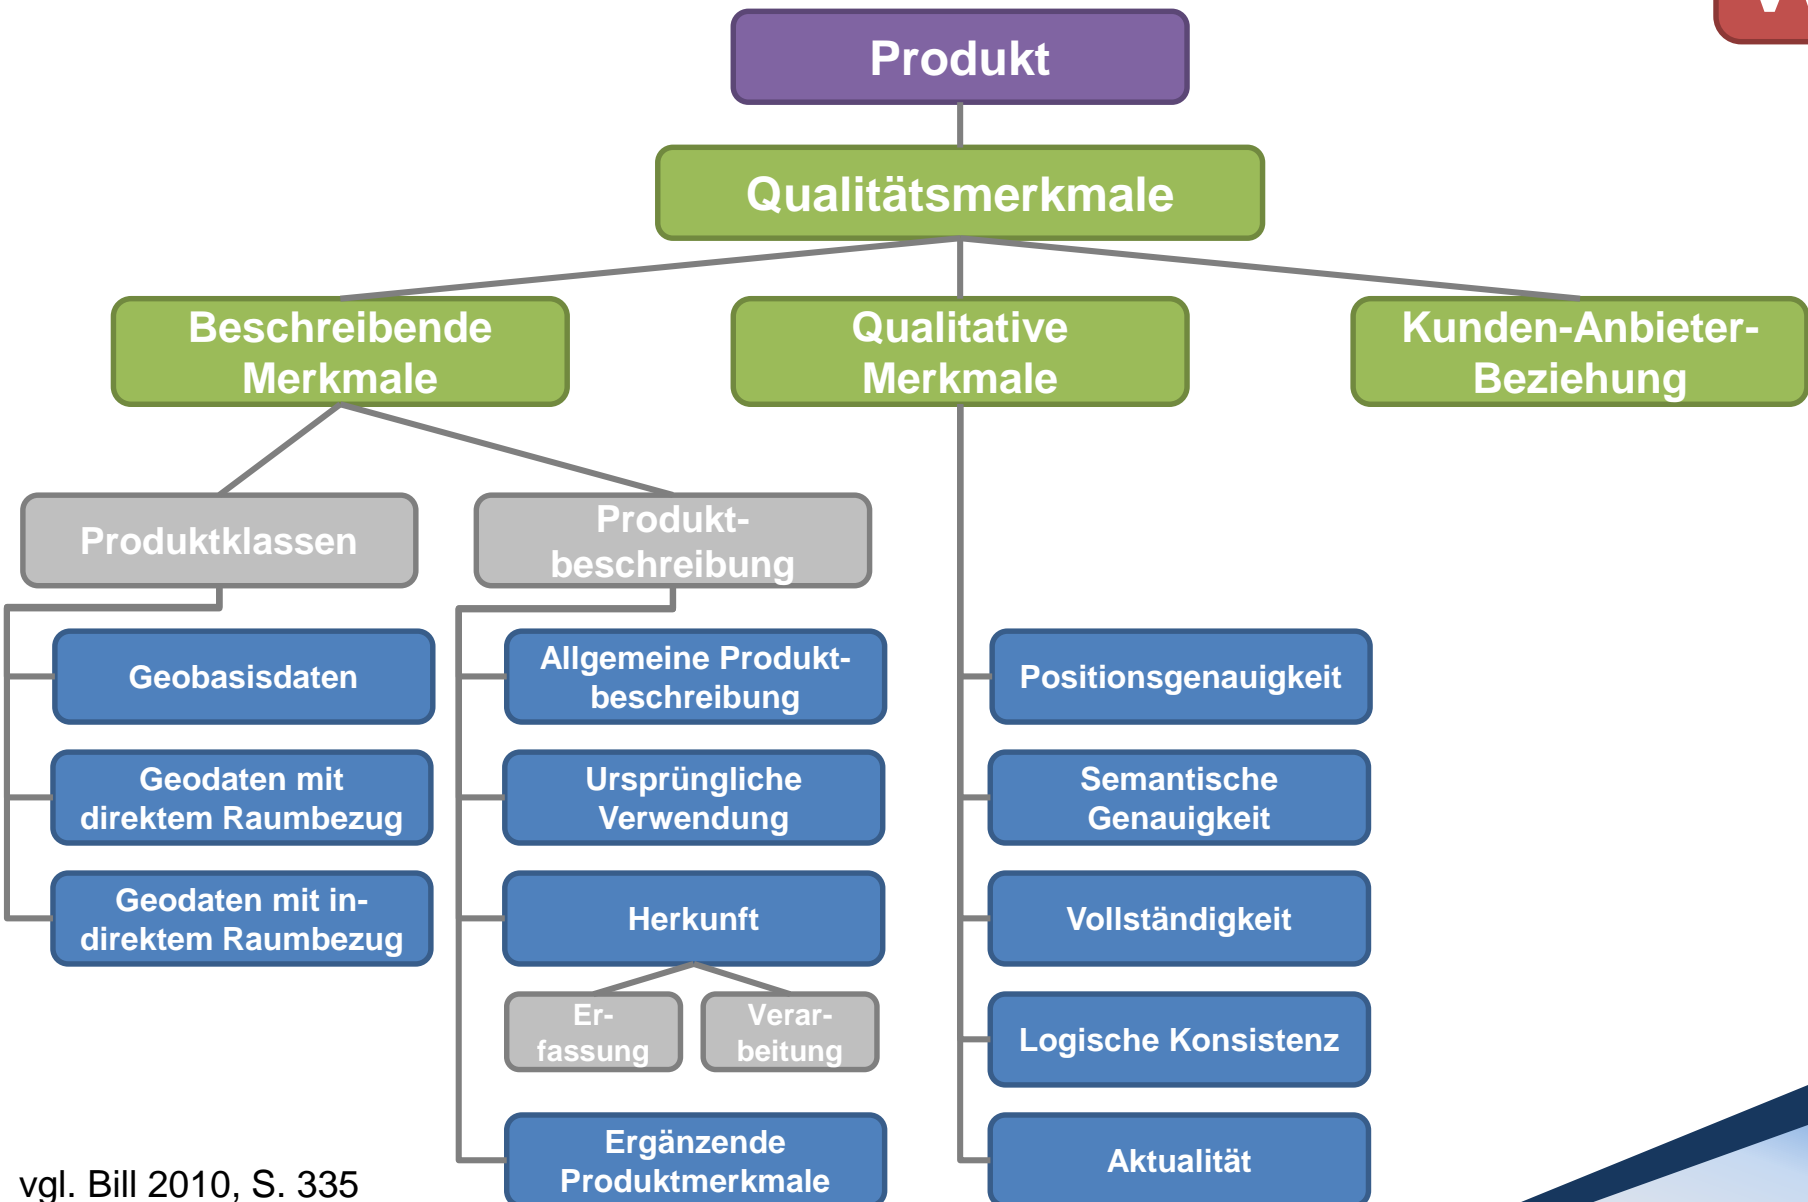 Produkt
Qualitätsmerkmale
Beschreibende
Merkmale
Qualitative
Merkmale
Kunden-Anbieter-
Beziehung
Produktklassen
Produkt-
beschreibung
Geobasisdaten
Geodaten mit
direktem Raumbezug
Geodaten mit in-
direktem Raumbezug
Allgemeine Produkt-
beschreibung
Ursprüngliche
Verwendung
Herkunft
Er-
fassung
Verar-
beitung
Ergänzende
Produktmerkmale
Positionsgenauigkeit
Semantische
Genauigkeit
Vollständigkeit
Logische Konsistenz
Aktualität
vgl. Bill 2010, S. 335